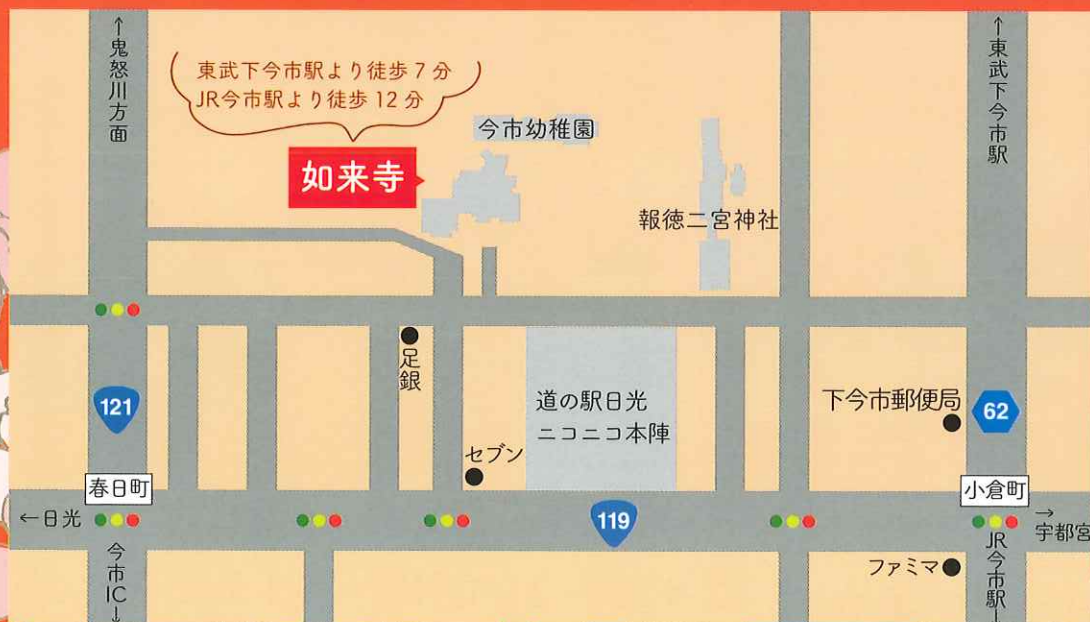 ↑鬼怒川方面
東武下今市駅より徒歩7分
JR今市駅より徒歩12分
↑東武下今市駅
今市幼稚園
如来寺
報徳二宮神社
足銀
121
道の駅日光
ニコニコ本陣
下今市郵便局
62
セブン
春日町
小倉町
←日光
119
→
宇都宮
今市IC↓
ファミマ
JR今市駅↓